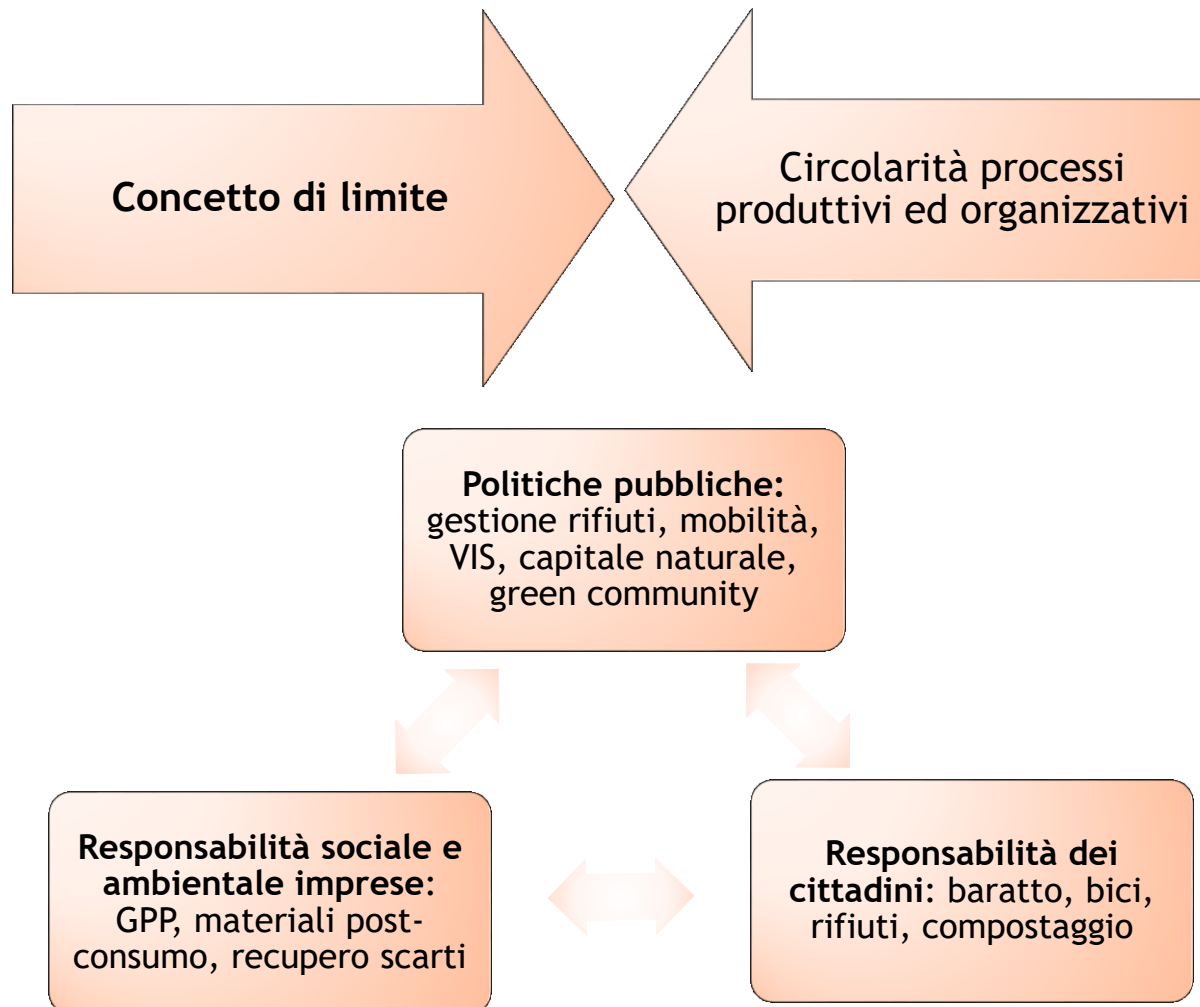 Concetto di limite
Circolarità processi
produttivi ed organizzativi
Politiche pubbliche:
gestione rifiuti, mobilità,
VIS, capitale naturale,
green community
Responsabilità sociale e
ambientale imprese:
GPP, materiali post-
consumo, recupero scarti
Responsabilità dei
cittadini: baratto, bici,
rifiuti, compostaggio